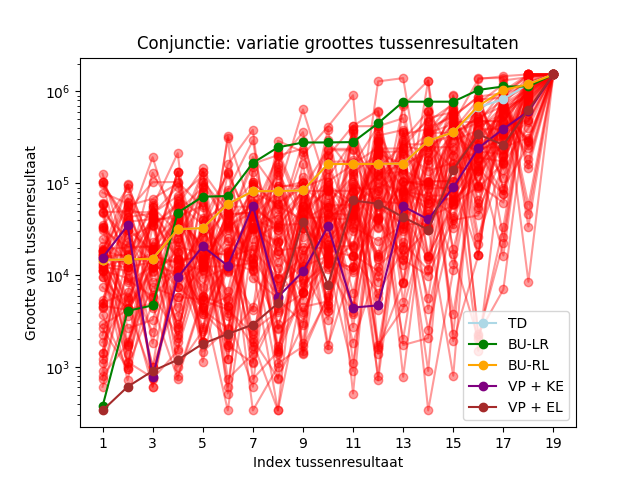 Conjunctie: variatie groottes tussenresultaten
Grootte van tussenresultaat
10^6
10^5
10^4
10^3
TD
BU-LR
BU-RL
VP + KE
VP + EL
1 3 5 7 9 11 13 15 17 19
Index tussenresultaat